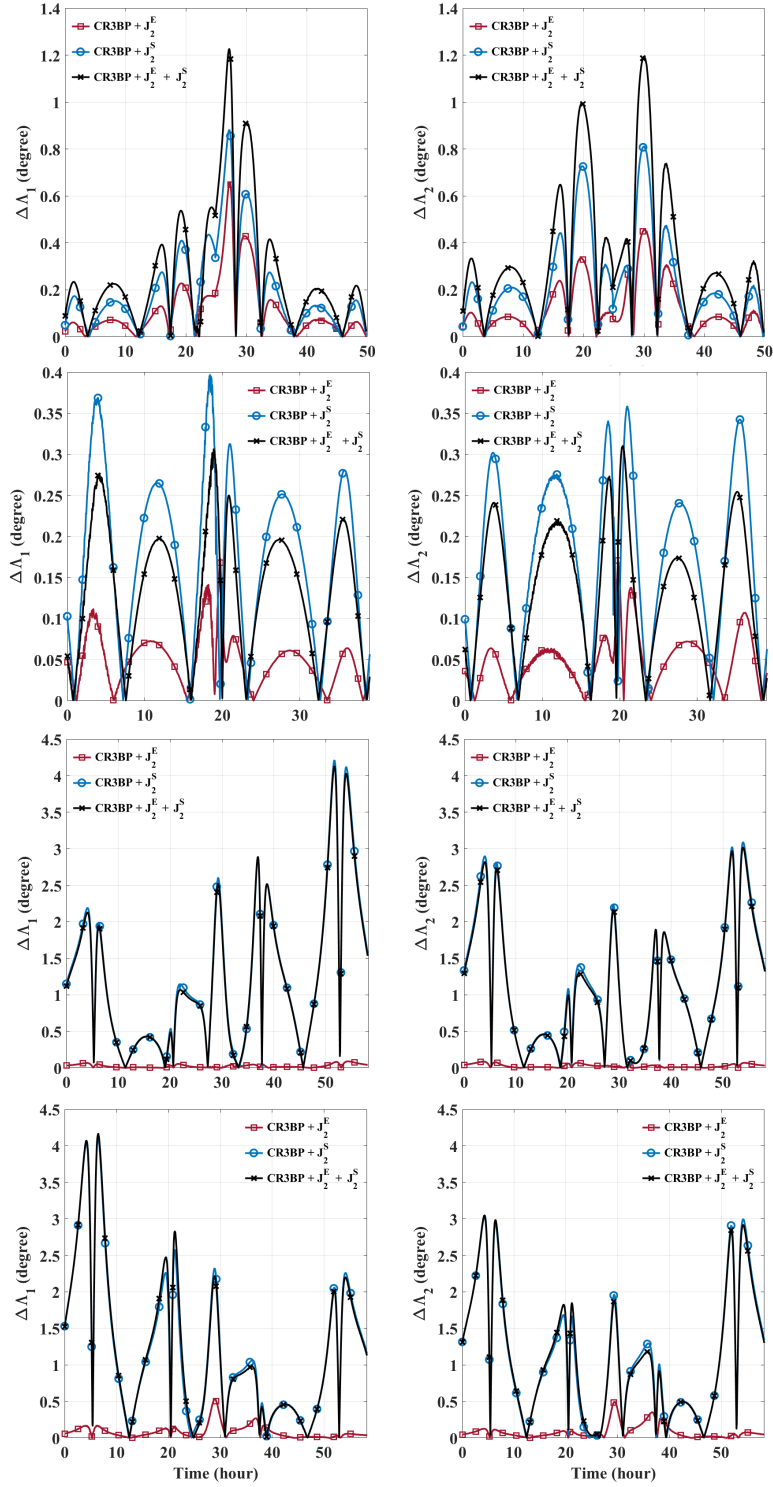 1.4
1.2
1
0.8
0.6
0.4
0.2
0
ΔΛ₁ (degree)
CR3BP + J₂ᴱ
CR3BP + J₂ˢ
CR3BP + J₂ᴱ + J₂ˢ
0 10 20 30 40 50
1.4
1.2
1
0.8
0.6
0.4
0.2
0
ΔΛ₂ (degree)
CR3BP + J₂ᴱ
CR3BP + J₂ˢ
CR3BP + J₂ᴱ + J₂ˢ
0 10 20 30 40 50
0.4
0.35
0.3
0.25
0.2
0.15
0.1
0.05
0
ΔΛ₁ (degree)
CR3BP + J₂ᴱ
CR3BP + J₂ˢ
CR3BP + J₂ᴱ + J₂ˢ
0 10 20 30
0.4
0.35
0.3
0.25
0.2
0.15
0.1
0.05
0
ΔΛ₂ (degree)
CR3BP + J₂ᴱ
CR3BP + J₂ˢ
CR3BP + J₂ᴱ + J₂ˢ
0 10 20 30
4.5
4
3.5
3
2.5
2
1.5
1
0.5
0
ΔΛ₁ (degree)
CR3BP + J₂ᴱ
CR3BP + J₂ˢ
CR3BP + J₂ᴱ + J₂ˢ
0 10 20 30 40 50
4.5
4
3.5
3
2.5
2
1.5
1
0.5
0
ΔΛ₂ (degree)
CR3BP + J₂ᴱ
CR3BP + J₂ˢ
CR3BP + J₂ᴱ + J₂ˢ
0 10 20 30 40 50
4.5
4
3.5
3
2.5
2
1.5
1
0.5
0
ΔΛ₁ (degree)
CR3BP + J₂ᴱ
CR3BP + J₂ˢ
CR3BP + J₂ᴱ + J₂ˢ
0 10 20 30 40 50
Time (hour)
4.5
4
3.5
3
2.5
2
1.5
1
0.5
0
ΔΛ₂ (degree)
CR3BP + J₂ᴱ
CR3BP + J₂ˢ
CR3BP + J₂ᴱ + J₂ˢ
0 10 20 30 40 50
Time (hour)